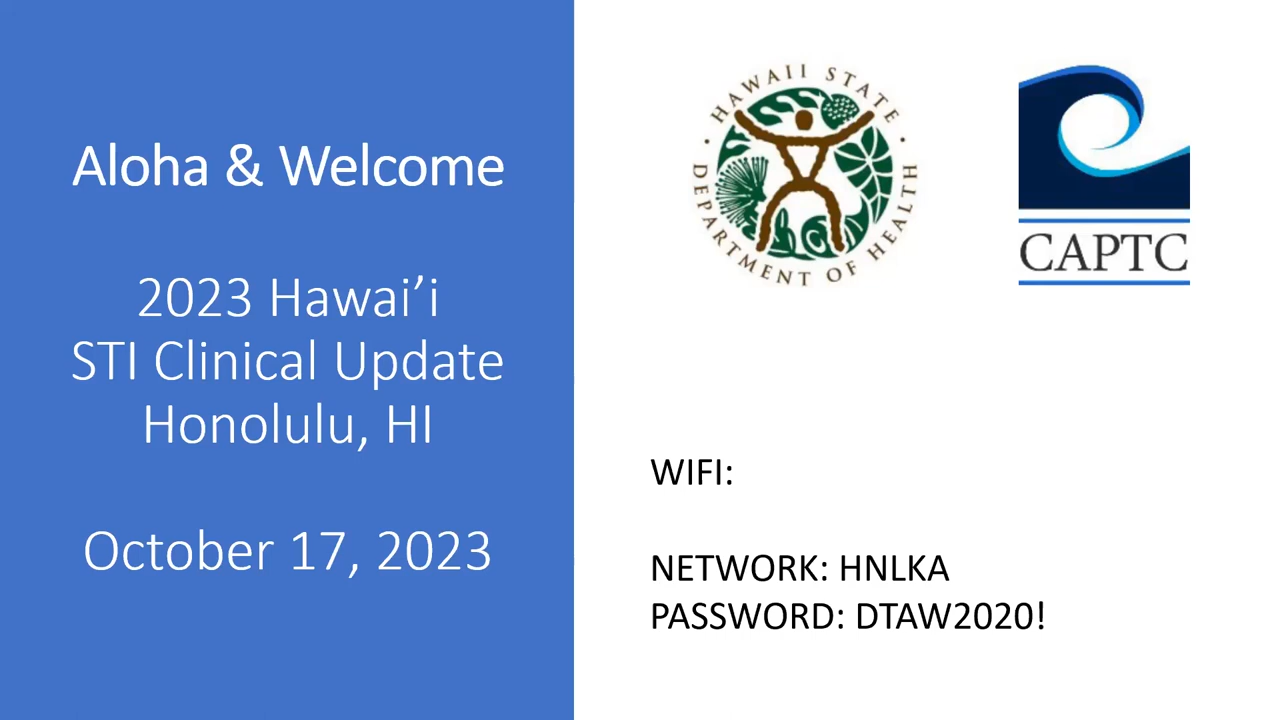 Aloha & Welcome
2023 Hawai’i
STI Clinical Update
Honolulu, HI
October 17, 2023
HAWAII STATE
DEPARTMENT OF HEALTH
CAPTC
WIFI:
NETWORK: HNLKA
PASSWORD: DTAW2020!